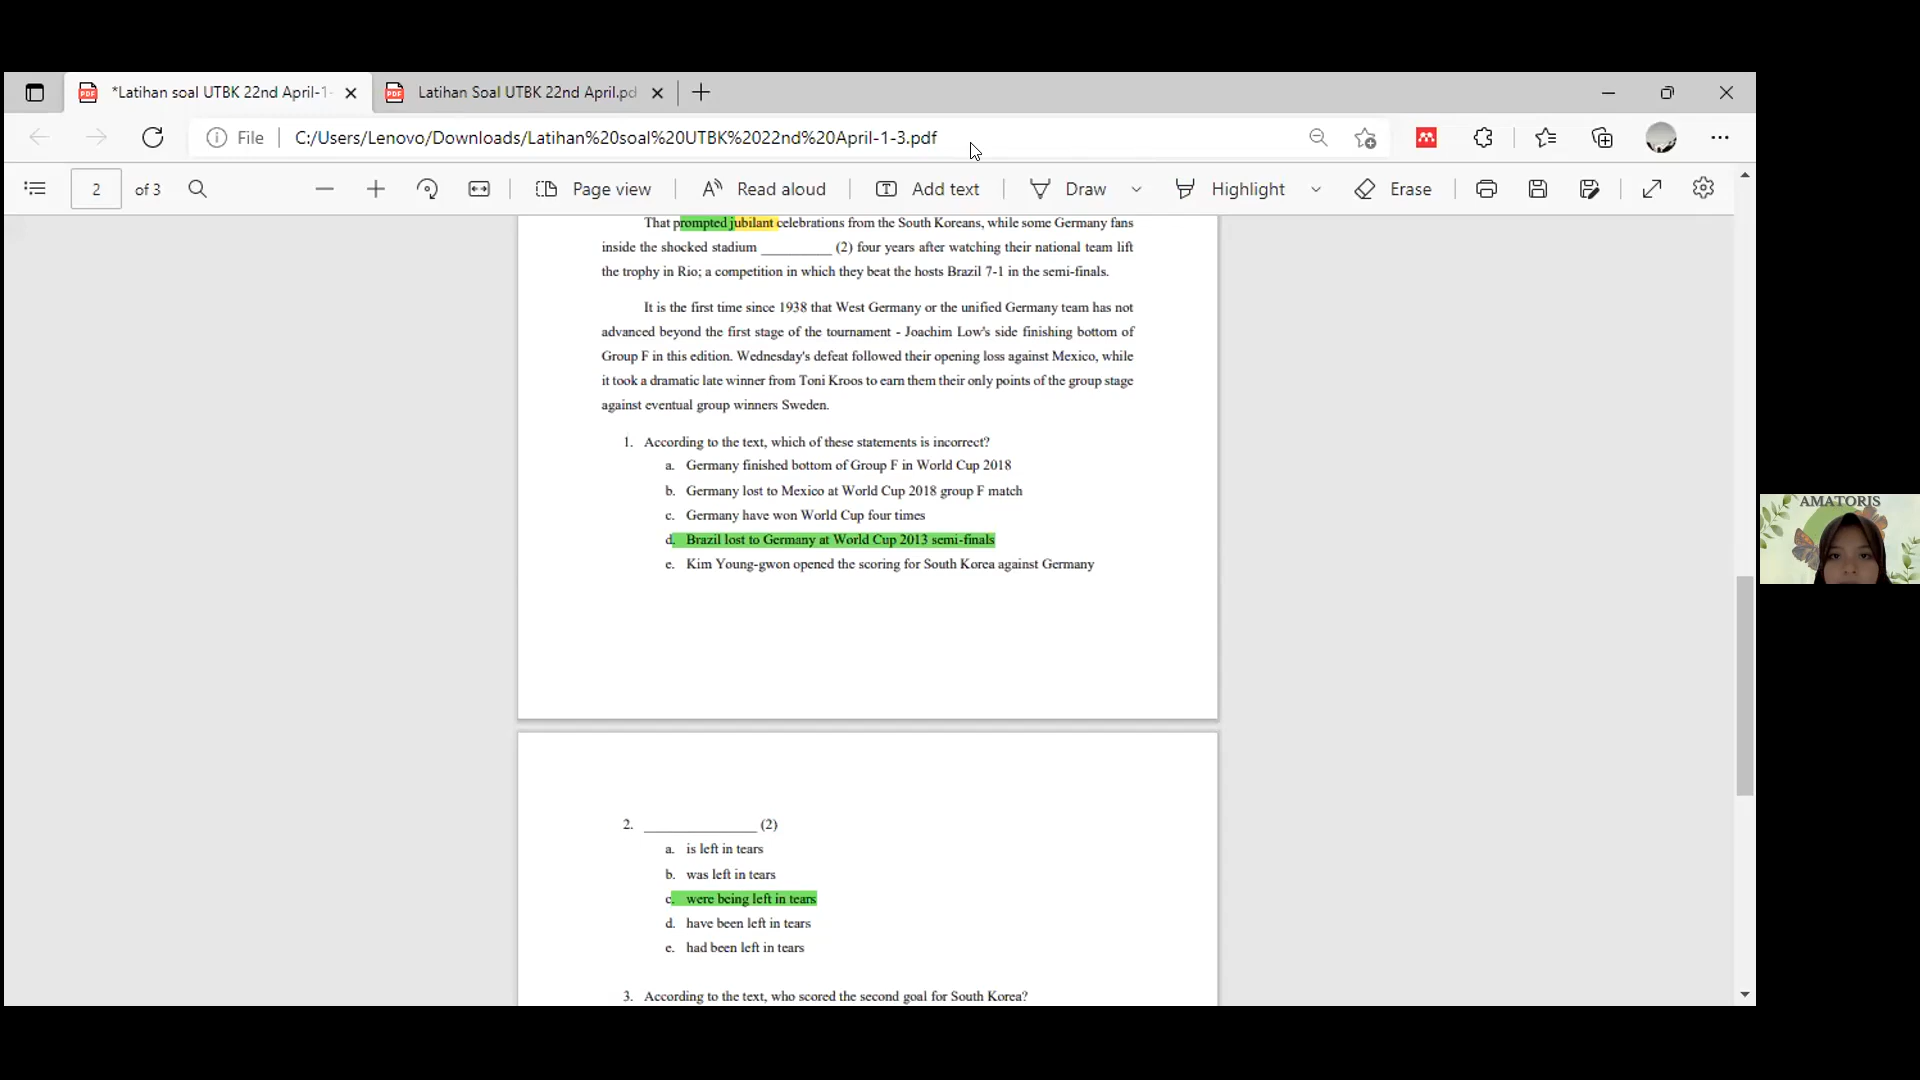 *Latihan soal UTBK 22nd April-1-
Latihan Soal UTBK 22nd April.pd
File
C:/Users/Lenovo/Downloads/Latihan%20soal%20UTBK%2022nd%20April-1-3.pdf
2 of 3
Page view
Read aloud
Add text
Draw
Highlight
Erase
That prompted jubilant celebrations from the South Koreans, while some Germany fans
inside the shocked stadium __________ (2) four years after watching their national team lift
the trophy in Rio; a competition in which they beat the hosts Brazil 7-1 in the semi-finals.
It is the first time since 1938 that West Germany or the unified Germany team has not
advanced beyond the first stage of the tournament - Joachim Low's side finishing bottom of
Group F in this edition. Wednesday's defeat followed their opening loss against Mexico, while
it took a dramatic late winner from Toni Kroos to earn them their only points of the group stage
against eventual group winners Sweden.
1. According to the text, which of these statements is incorrect?
a. Germany finished bottom of Group F in World Cup 2018
b. Germany lost to Mexico at World Cup 2018 group F match
c. Germany have won World Cup four times
d. Brazil lost to Germany at World Cup 2013 semi-finals
e. Kim Young-gwon opened the scoring for South Korea against Germany
2. ________________ (2)
a. is left in tears
b. was left in tears
c. were being left in tears
d. have been left in tears
e. had been left in tears
3. According to the text, who scored the second goal for South Korea?
AMATORIS